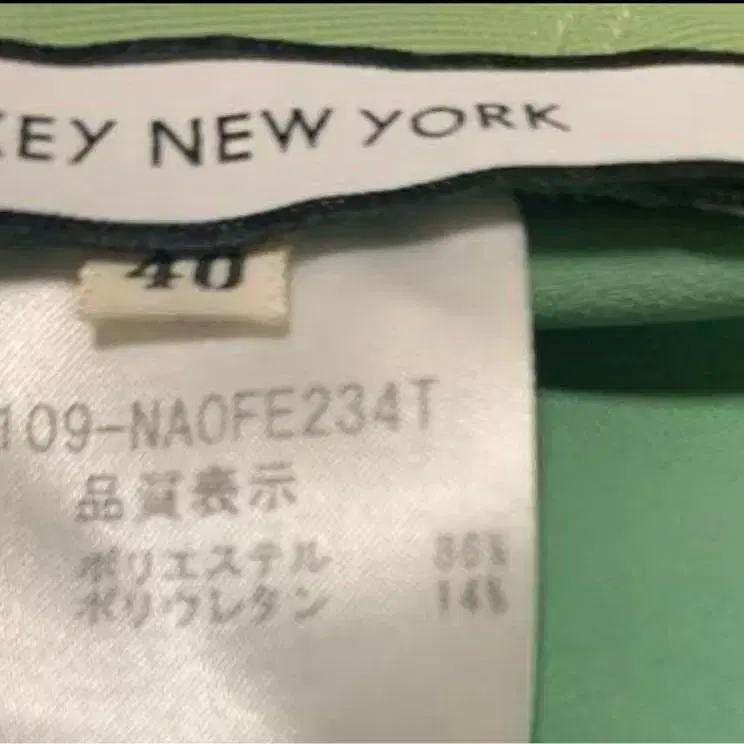 KEY NEW YORK
40
109-NA0FE234T
品質表示
ポリエステル 86%
ポリウレタン 14%